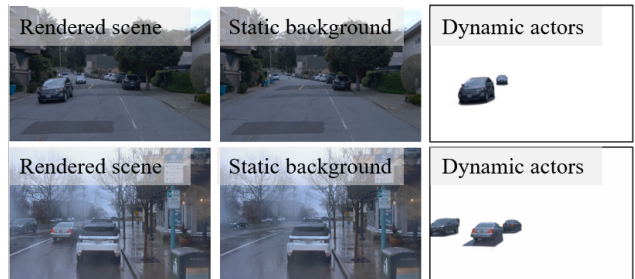 Rendered scene
Static background
Dynamic actors
Rendered scene
Static background
Dynamic actors